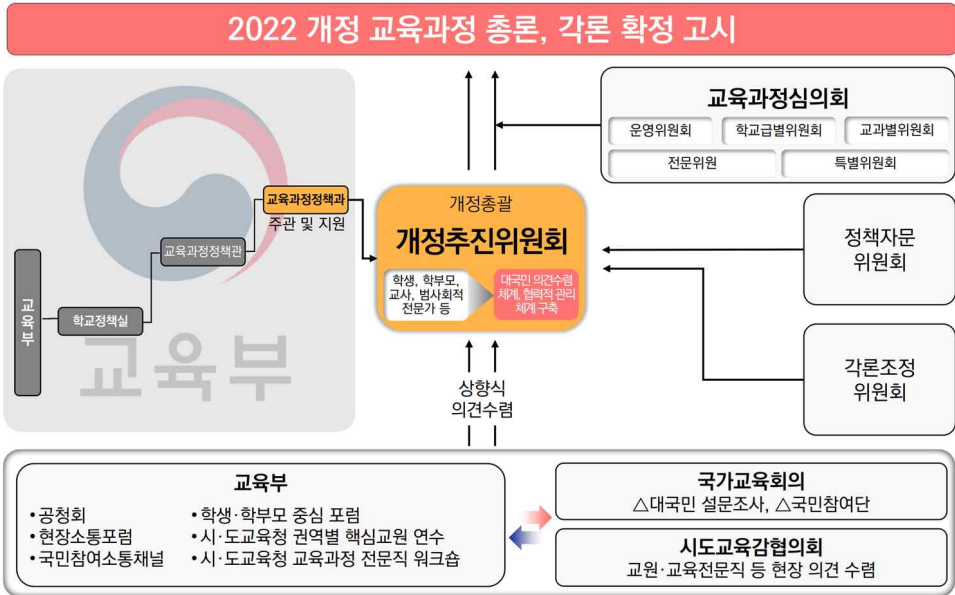 2022 개정 교육과정 총론, 각론 확정 고시
교육과정심의회
운영위원회
학교급별위원회
교과별위원회
전문위원
특별위원회
교육부
학교정책실
교육과정정책관
교육과정정책과
주관 및 지원
교육부
개정총괄
개정추진위원회
학생, 학부모,
교사, 범사회적
전문가 등
대국민 의견수렴
체계, 협력적 관리
체계 구축
정책자문
위원회
각론조정
위원회
상향식
의견수렴
교육부
•공청회
•현장소통포럼
•국민참여소통채널
•학생·학부모 중심 포럼
•시·도교육청 권역별 핵심교원 연수
•시·도교육청 교육과정 전문직 워크숍
국가교육회의
△대국민 설문조사, △국민참여단
시도교육감협의회
교원·교육전문직 등 현장 의견 수렴